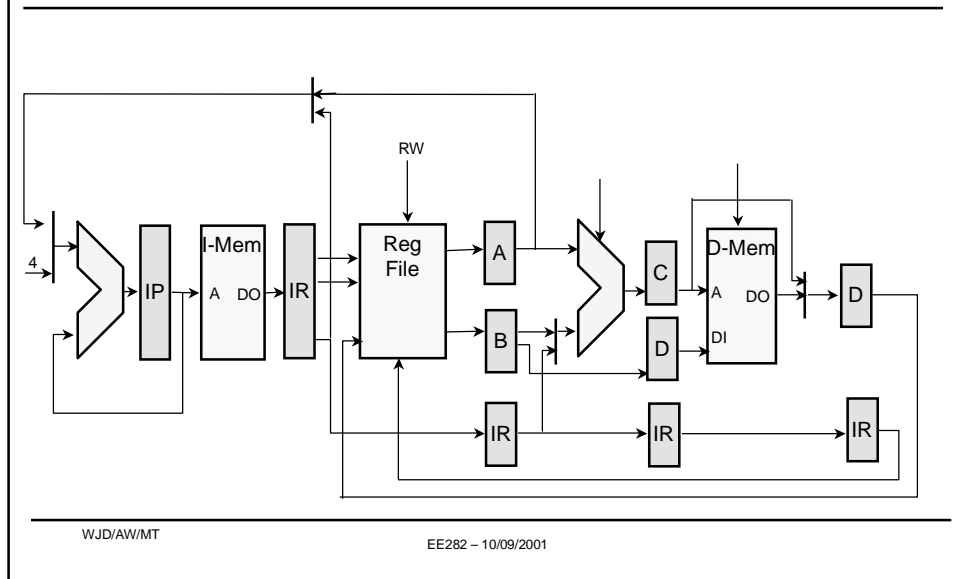 RW
I-Mem
Reg
File
D-Mem
4
IP
A
DO
IR
A
B
C
D
A
DO
DI
D
IR
IR
IR
WJD/AW/MT
EE282 – 10/09/2001